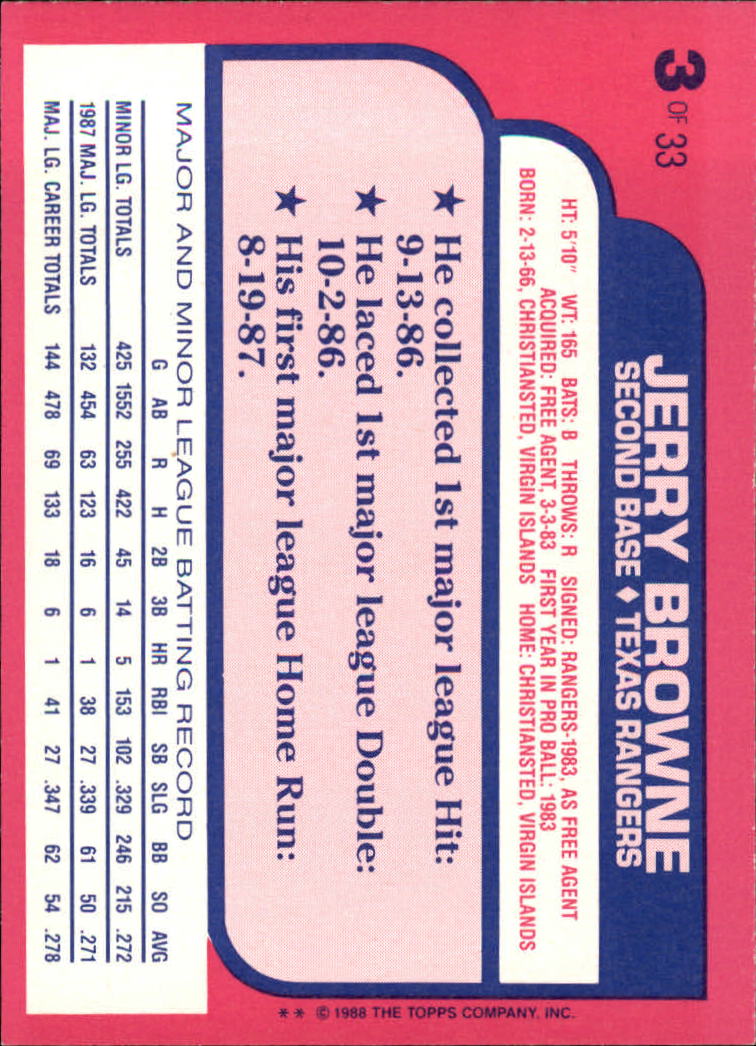 3 OF 33
JERRY BROWNE
SECOND BASE ♦ TEXAS RANGERS
HT: 5'10" WT: 165 BATS: B THROWS: R SIGNED: RANGERS-1983, AS FREE AGENT
ACQUIRED: FREE AGENT, 3-3-83 FIRST YEAR IN PRO BALL: 1983
BORN: 2-13-66, CHRISTIANSTED, VIRGIN ISLANDS HOME: CHRISTIANSTED, VIRGIN ISLANDS
★ He collected 1st major league Hit:
9-13-86.
★ He laced 1st major league Double:
10-2-86.
★ His first major league Home Run:
8-19-87.
MAJOR AND MINOR LEAGUE BATTING RECORD
G AB R H 2B 3B HR RBI SB SLG BB SO AVG
MINOR LG. TOTALS 425 1552 255 422 45 14 5 153 102 .329 246 215 .272
1987 MAJ. LG. TOTALS 132 454 63 123 16 6 1 38 27 .339 61 50 .271
MAJ. LG. CAREER TOTALS 144 478 69 133 18 6 1 41 27 .347 62 54 .278
** © 1988 THE TOPPS COMPANY, INC.